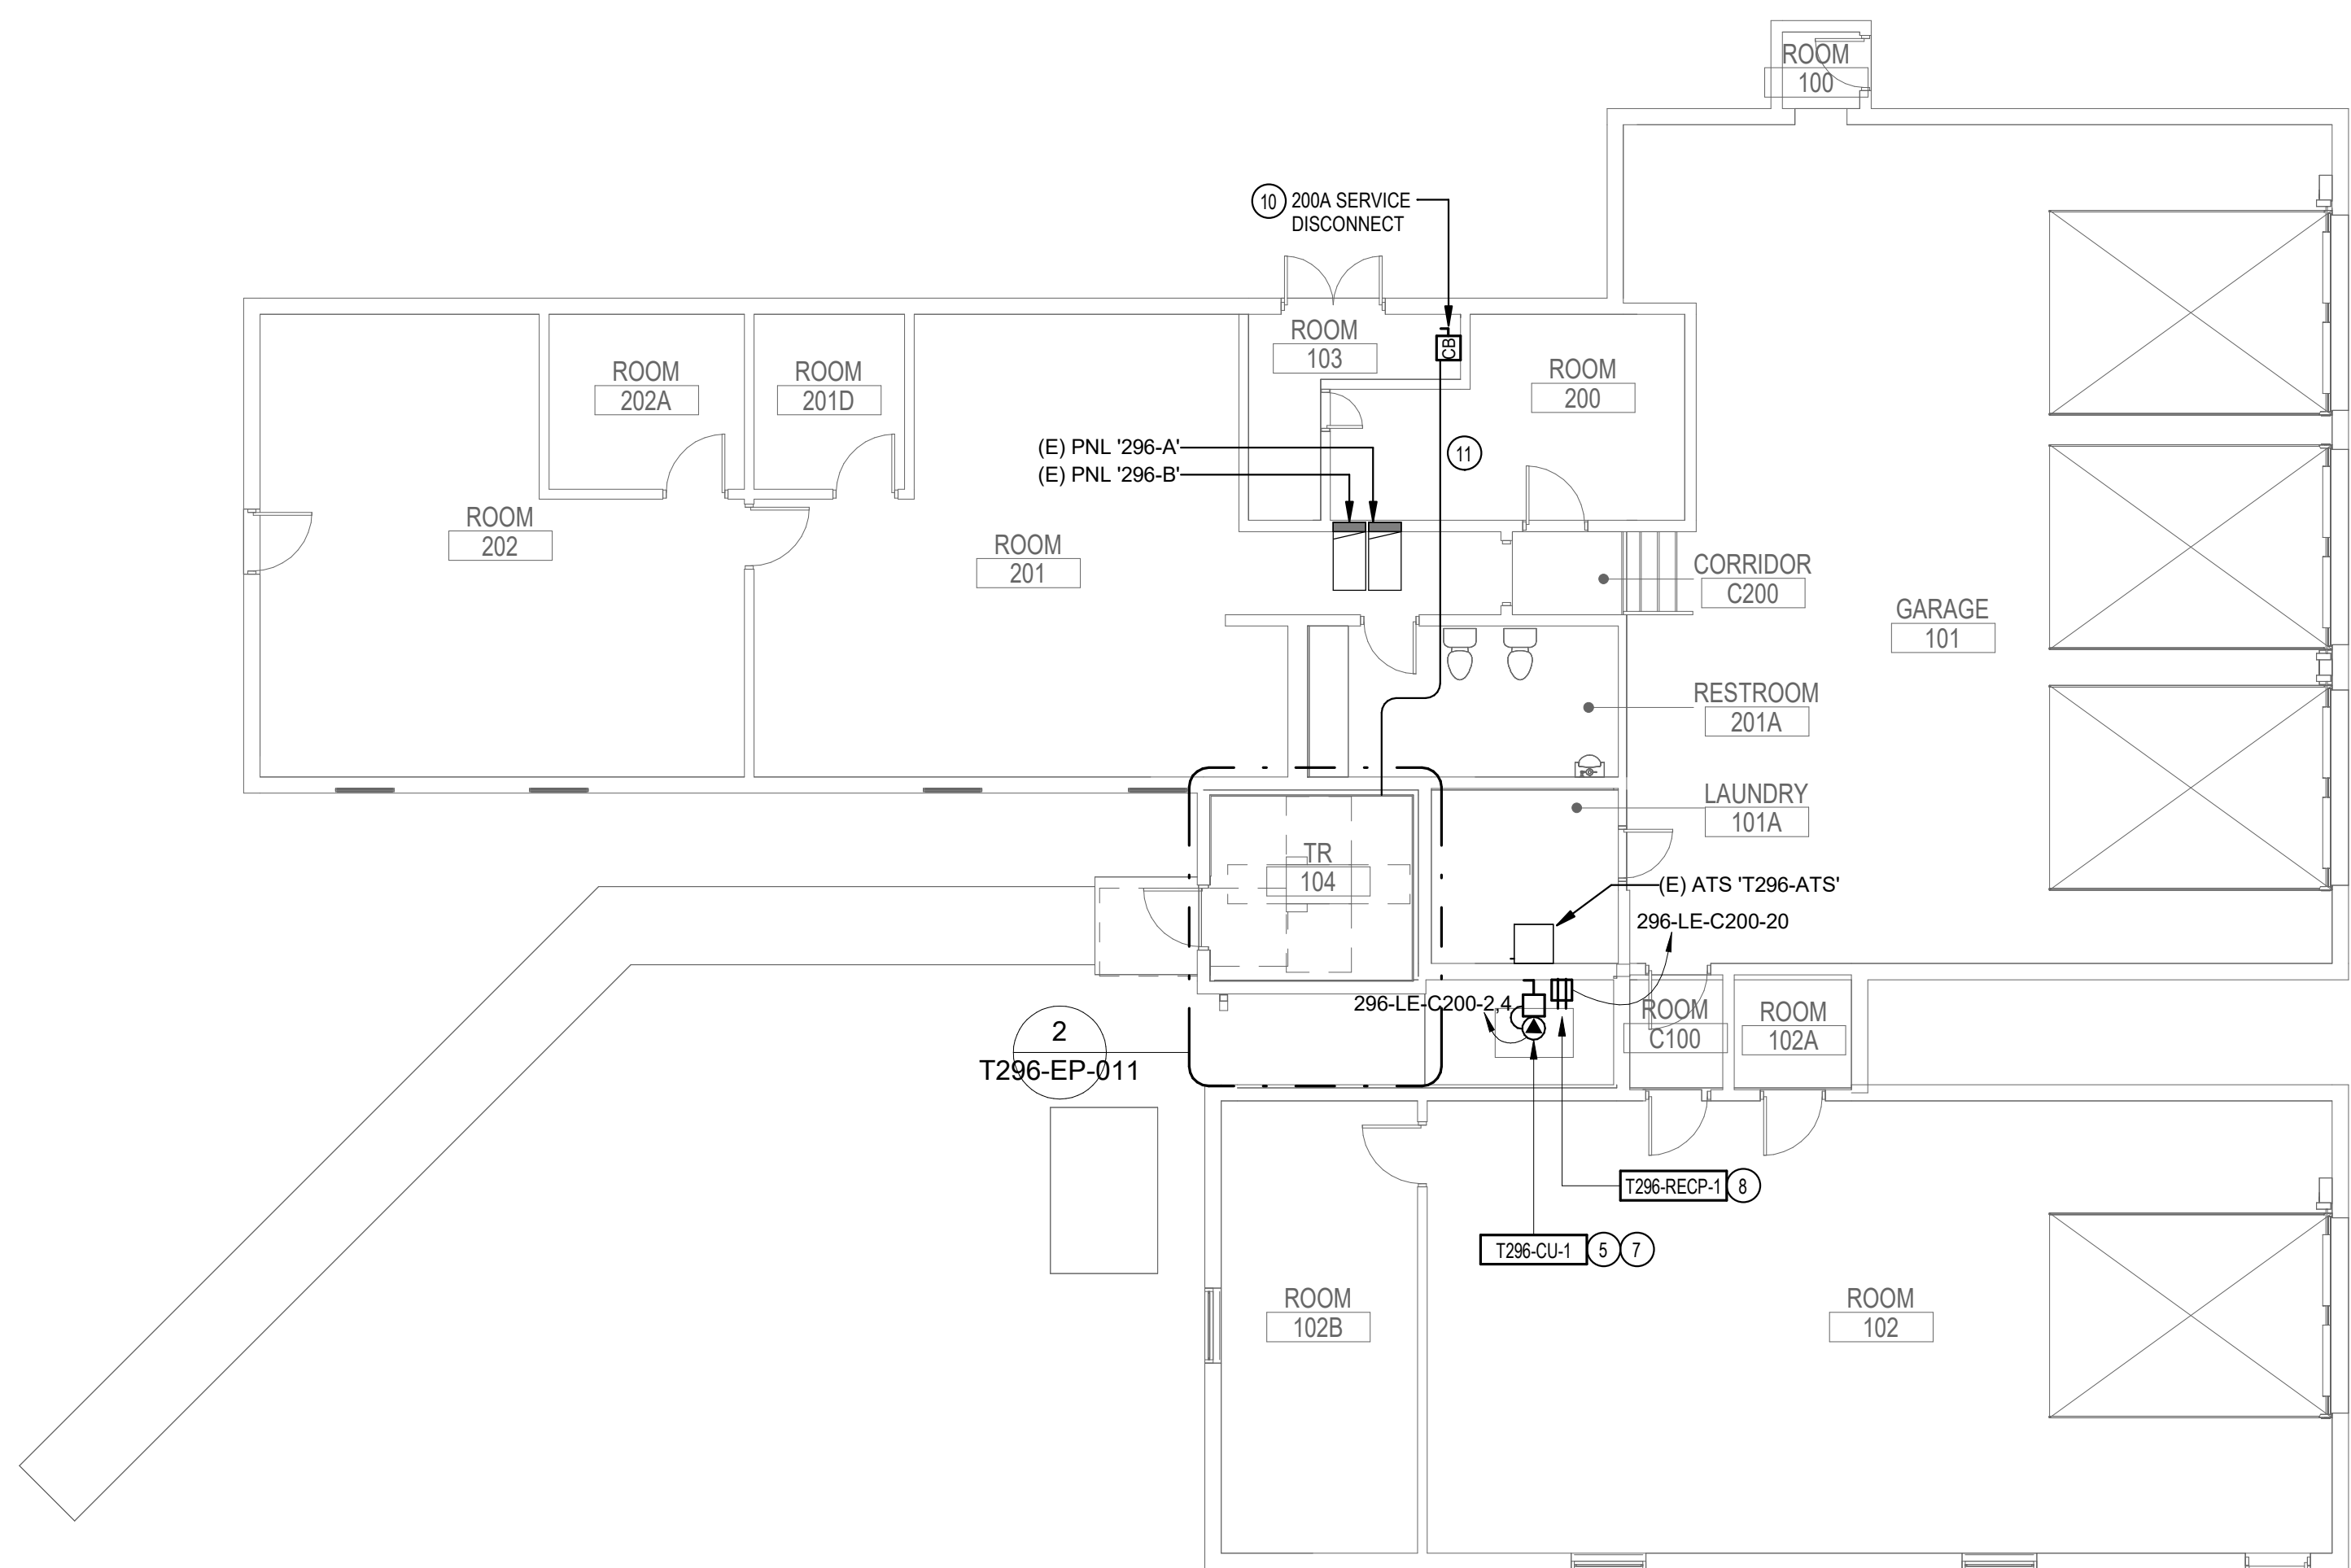 ROOM
100
10 200A SERVICE
DISCONNECT
ROOM
103
CB
ROOM
200
ROOM
202A
ROOM
201D
(E) PNL '296-A'
(E) PNL '296-B'
11
ROOM
202
ROOM
201
CORRIDOR
C200
GARAGE
101
RESTROOM
201A
LAUNDRY
101A
TR
104
(E) ATS 'T296-ATS'
296-LE-C200-20
296-LE-C200-2,4
ROOM
C100
ROOM
102A
2
T296-EP-011
T296-RECP-1 8
T296-CU-1 5 7
ROOM
102B
ROOM
102